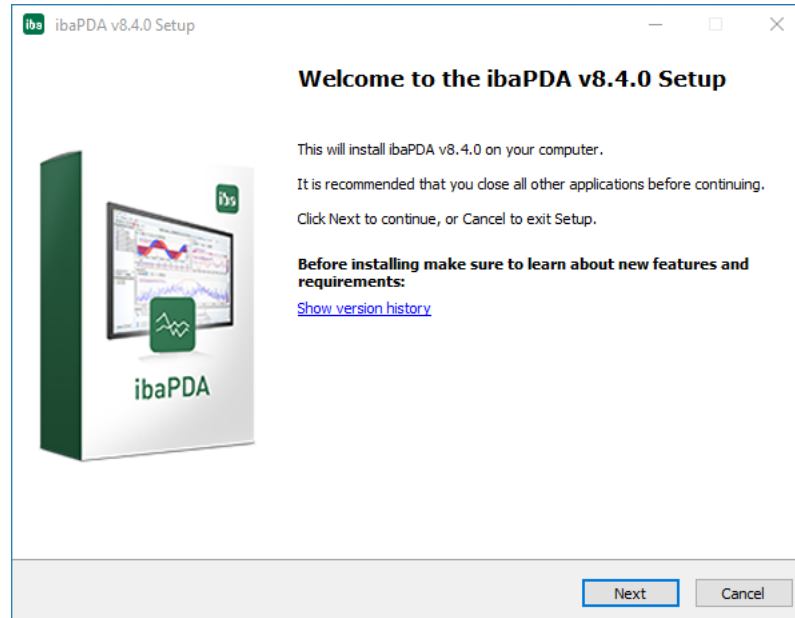 iba ibaPDA v8.4.0 Setup
Welcome to the ibaPDA v8.4.0 Setup
This will install ibaPDA v8.4.0 on your computer.
It is recommended that you close all other applications before continuing.
Click Next to continue, or Cancel to exit Setup.
Before installing make sure to learn about new features and
requirements:
Show version history
iba
ibaPDA
Next Cancel